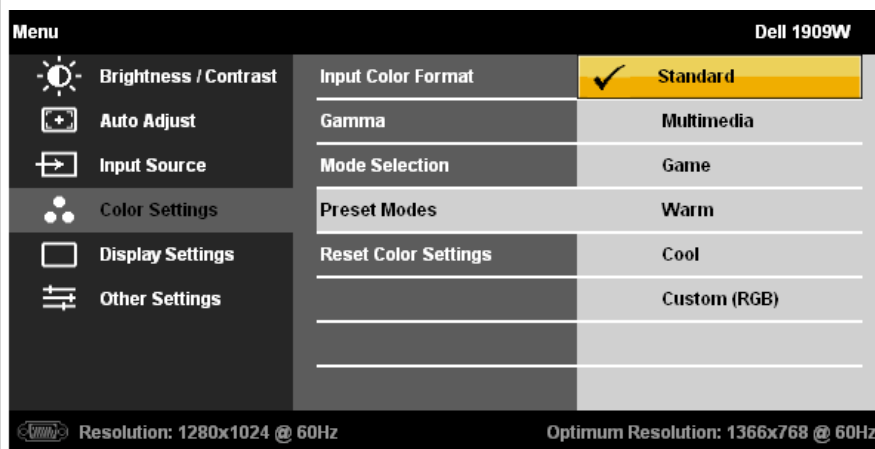 Menu
Dell 1909W
Brightness / Contrast
Auto Adjust
Input Source
Color Settings
Display Settings
Other Settings
Input Color Format
Gamma
Mode Selection
Preset Modes
Reset Color Settings
Standard
Multimedia
Game
Warm
Cool
Custom (RGB)
Resolution: 1280x1024 @ 60Hz
Optimum Resolution: 1366x768 @ 60Hz